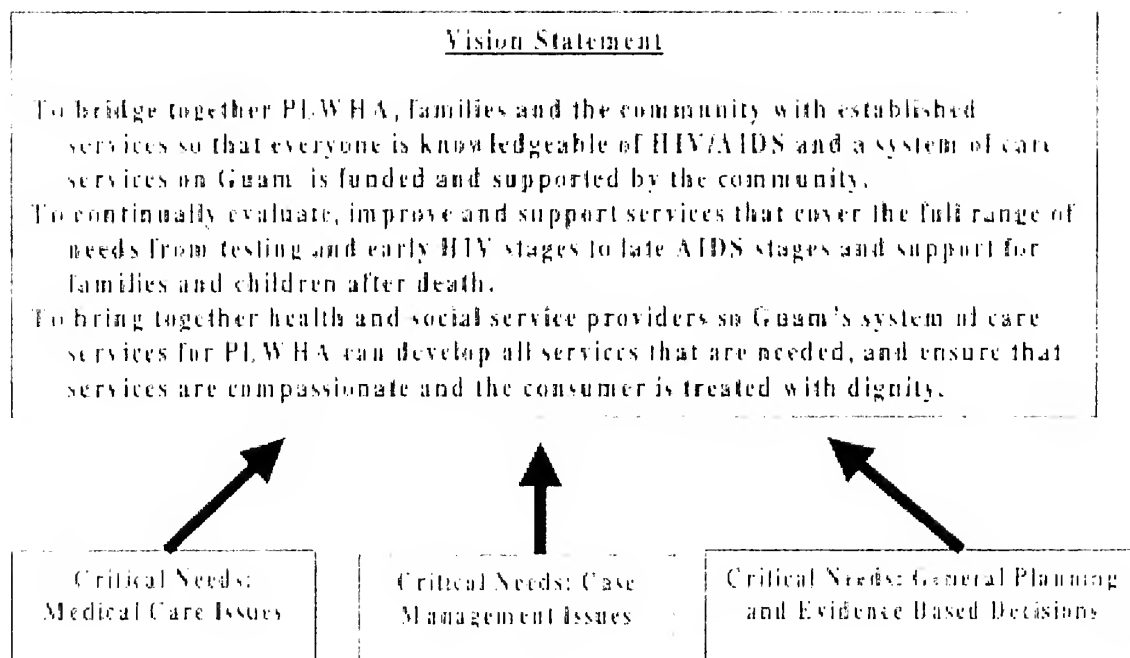 Vision Statement
To bridge together PLWHA, families and the community with established
services so that everyone is knowledgeable of HIV/AIDS and a system of care
services on Guam is funded and supported by the community.
To continually evaluate, improve and support services that cover the full range of
needs from testing and early HIV stages to late AIDS stages and support for
families and children after death.
To bring together health and social service providers so Guam's system of care
services for PLWHA can develop all services that are needed, and ensure that
services are compassionate and the consumer is treated with dignity.
Critical Needs:
Medical Care Issues
Critical Needs: Case
Management Issues
Critical Needs: General Planning
and Evidence Based Decisions